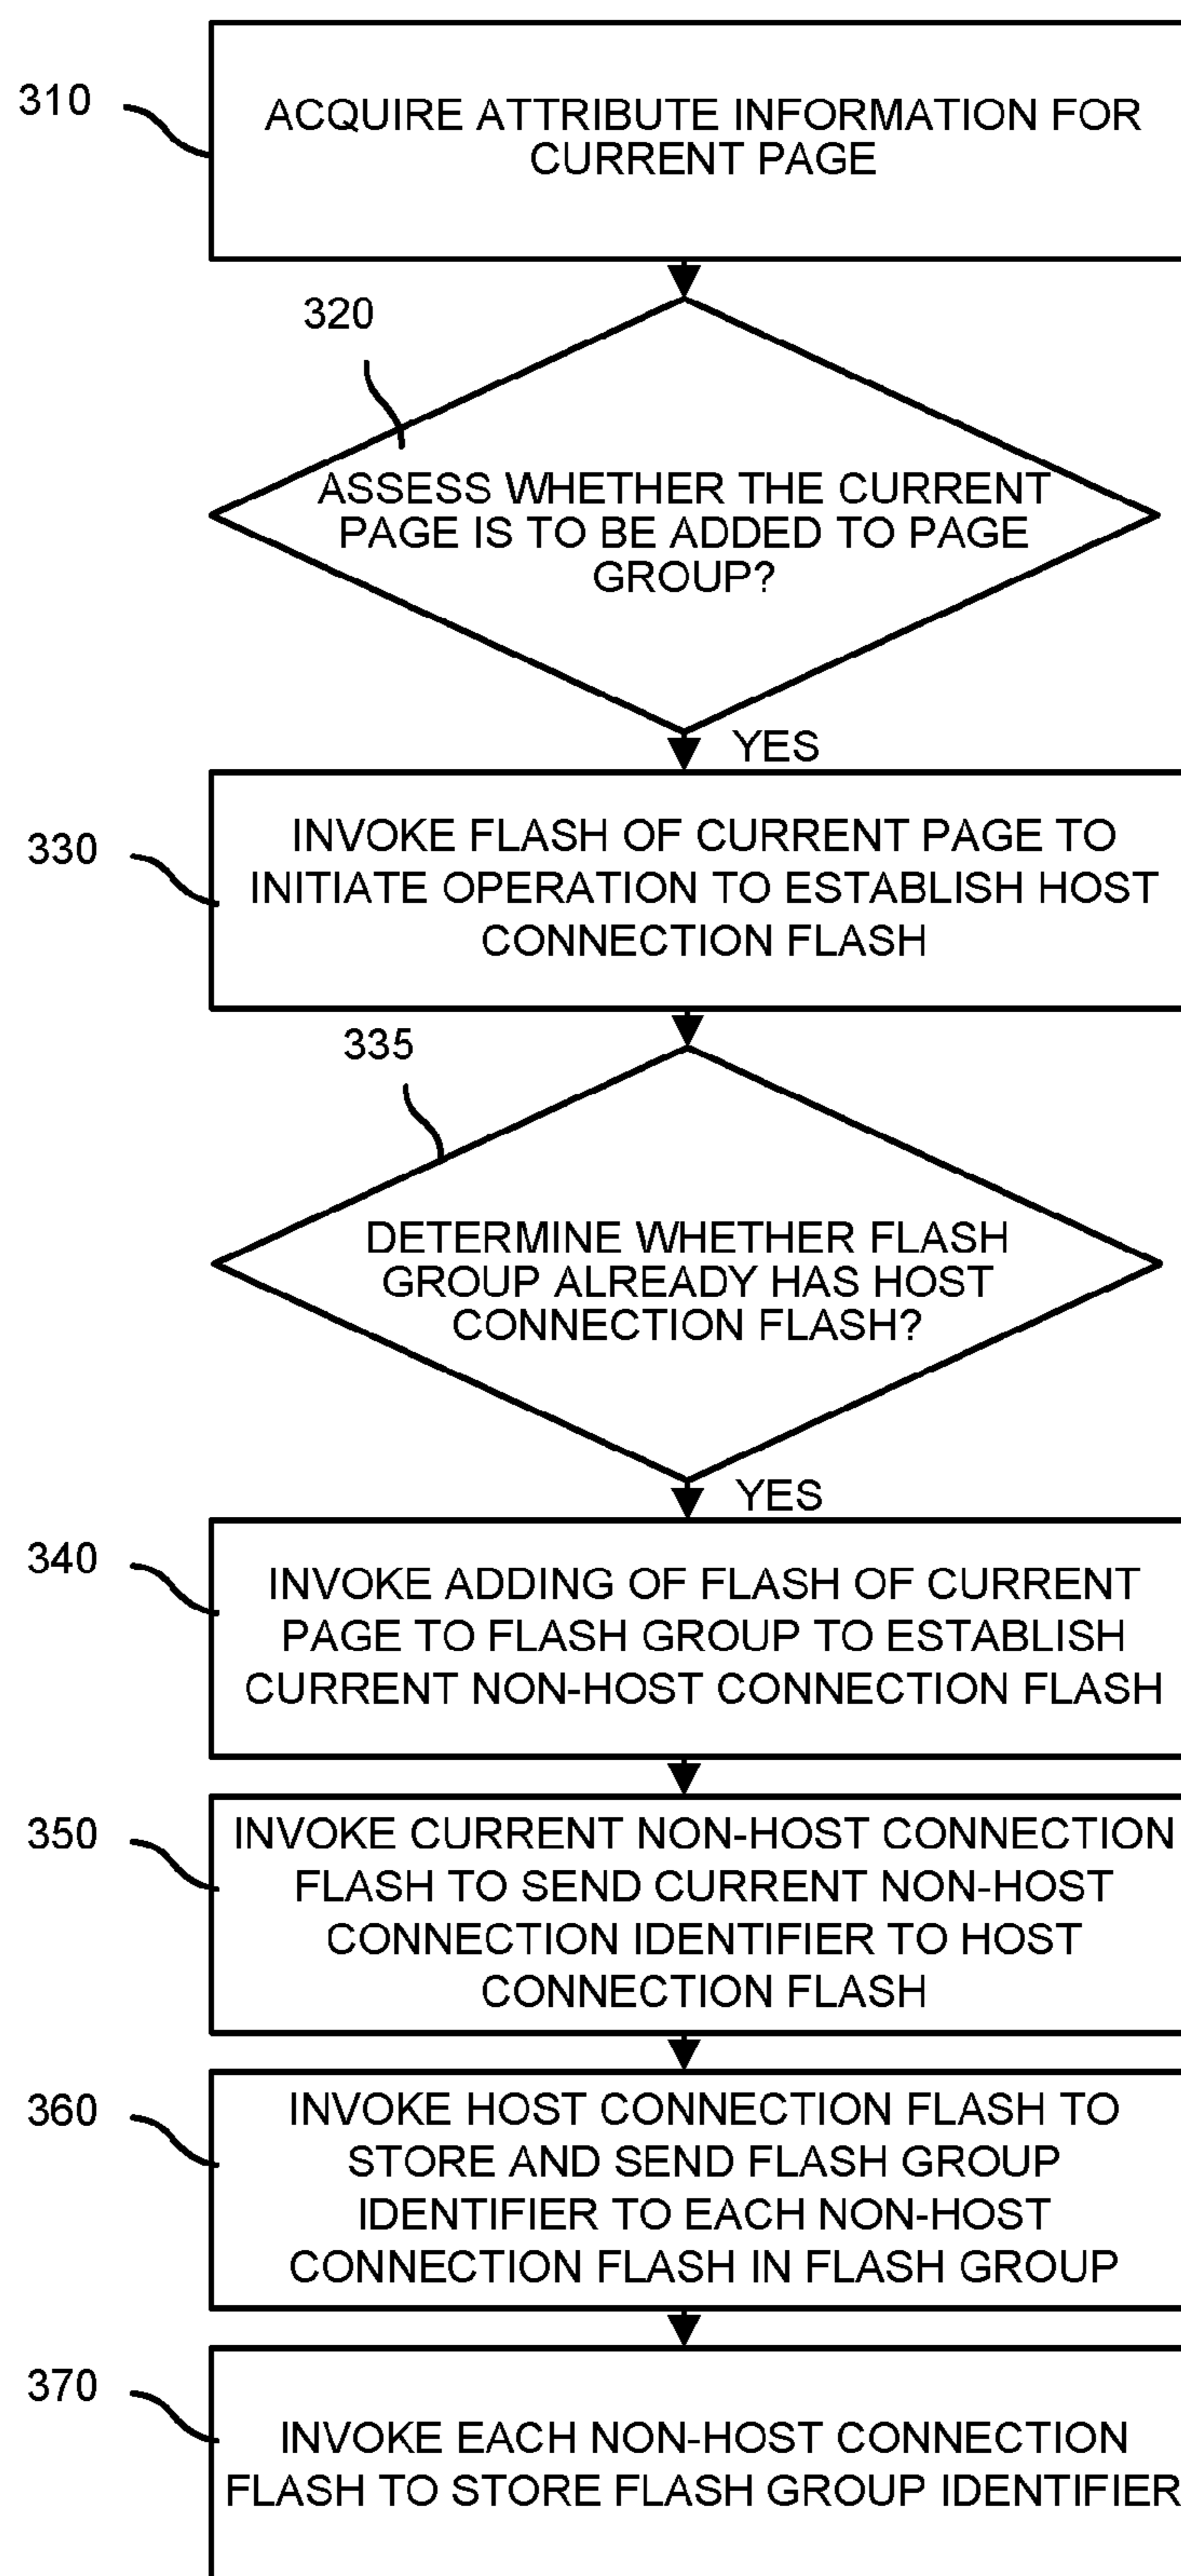 310
ACQUIRE ATTRIBUTE INFORMATION FOR
CURRENT PAGE
320
ASSESS WHETHER THE CURRENT
PAGE IS TO BE ADDED TO PAGE
GROUP?
YES
330
INVOKE FLASH OF CURRENT PAGE TO
INITIATE OPERATION TO ESTABLISH HOST
CONNECTION FLASH
335
DETERMINE WHETHER FLASH
GROUP ALREADY HAS HOST
CONNECTION FLASH?
YES
340
INVOKE ADDING OF FLASH OF CURRENT
PAGE TO FLASH GROUP TO ESTABLISH
CURRENT NON-HOST CONNECTION FLASH
350
INVOKE CURRENT NON-HOST CONNECTION
FLASH TO SEND CURRENT NON-HOST
CONNECTION IDENTIFIER TO HOST
CONNECTION FLASH
360
INVOKE HOST CONNECTION FLASH TO
STORE AND SEND FLASH GROUP
IDENTIFIER TO EACH NON-HOST
CONNECTION FLASH IN FLASH GROUP
370
INVOKE EACH NON-HOST CONNECTION
FLASH TO STORE FLASH GROUP IDENTIFIER